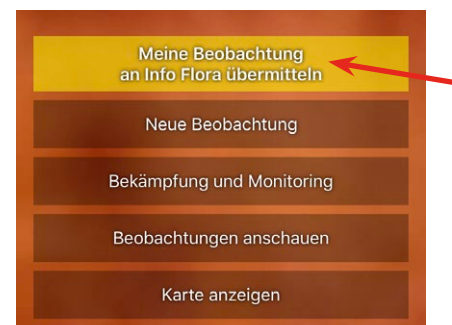 Meine Beobachtung
an Info Flora übermitteln
Neue Beobachtung
Bekämpfung und Monitoring
Beobachtungen anschauen
Karte anzeigen